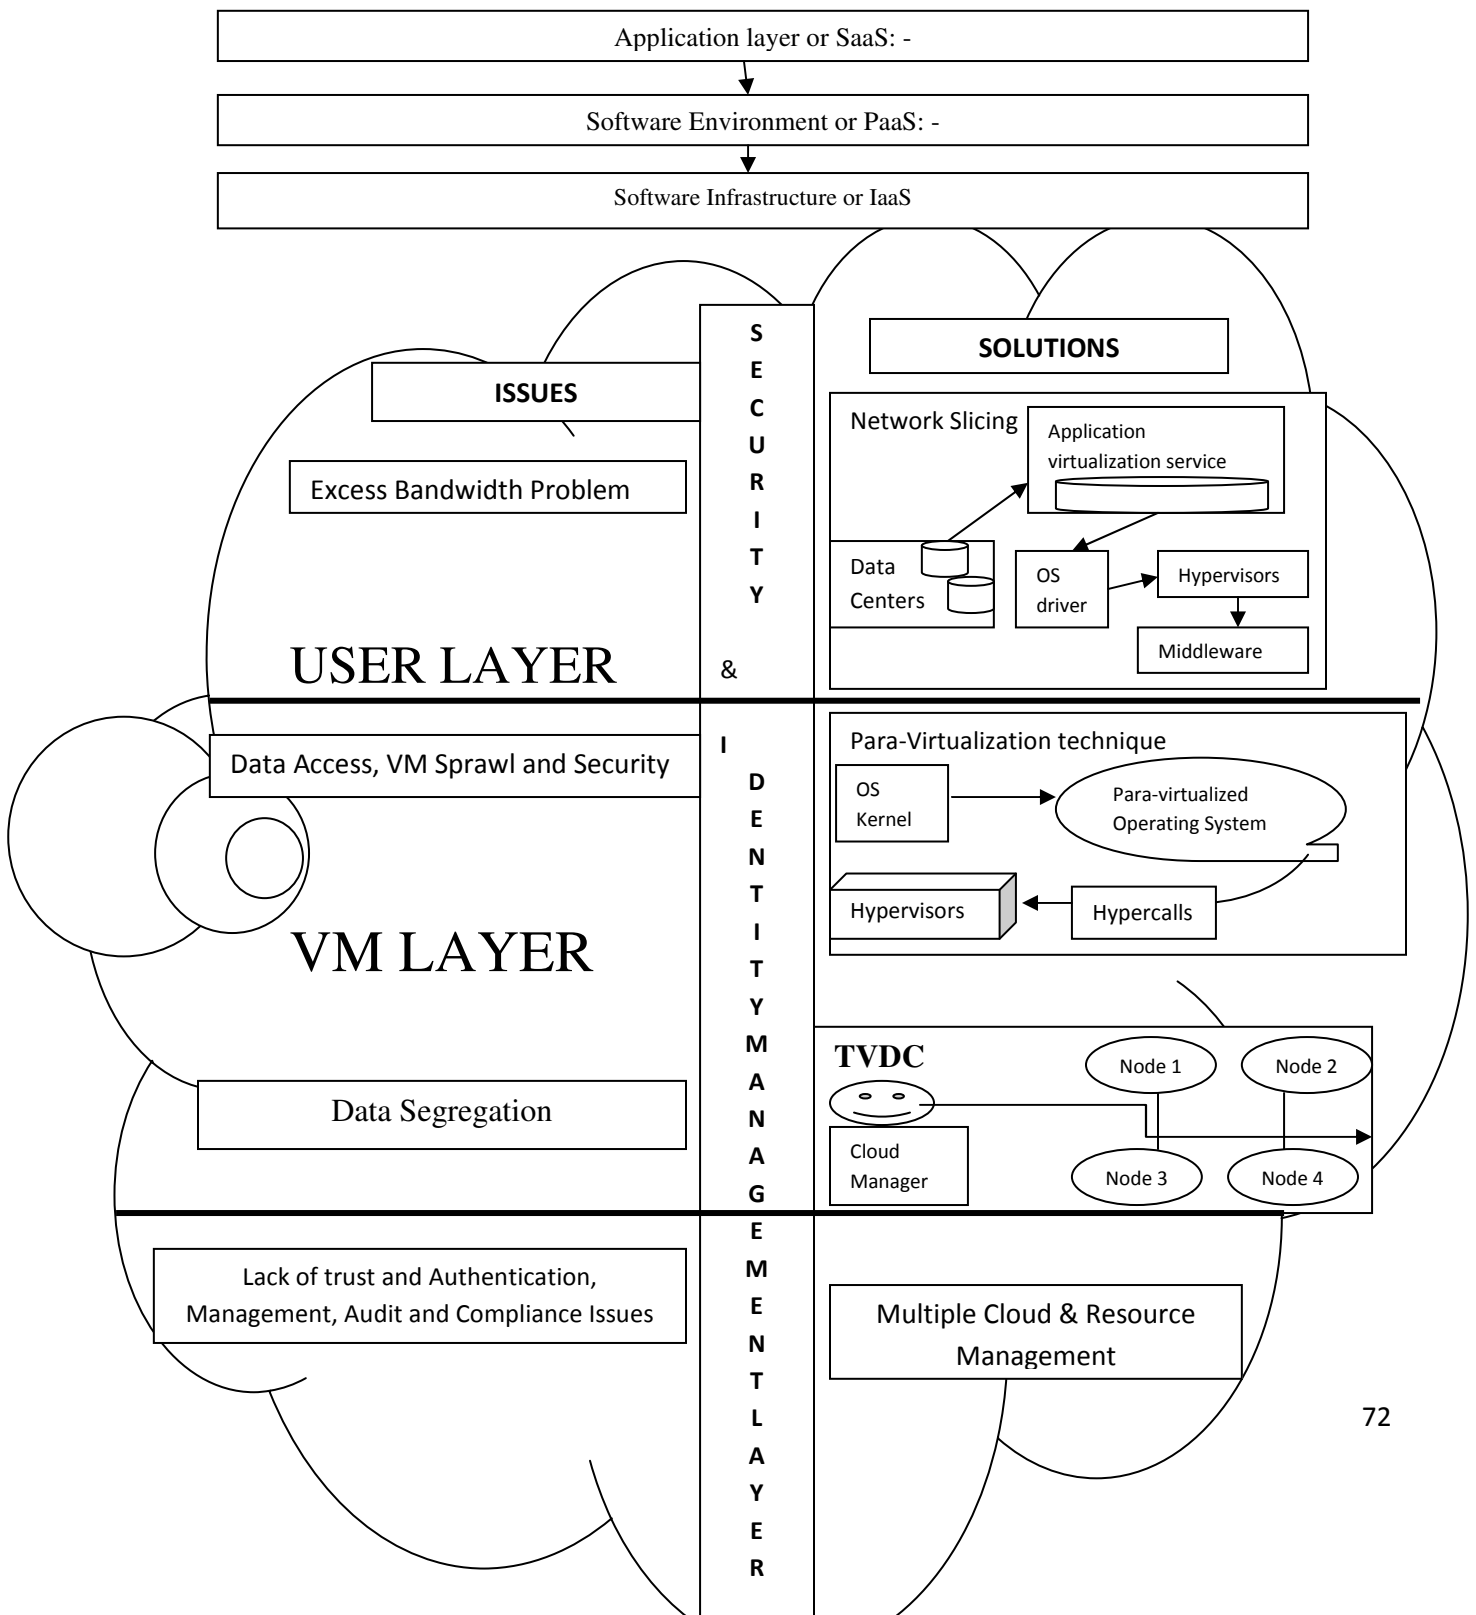 Application layer or SaaS: -
Software Environment or PaaS: -
Software Infrastructure or IaaS
ISSUES
Excess Bandwidth Problem
USER LAYER
Data Access, VM Sprawl and Security
VM LAYER
Data Segregation
Lack of trust and Authentication,
Management, Audit and Compliance Issues
S
E
C
U
R
I
T
Y
&
I
D
E
N
T
I
T
Y
M
A
N
A
G
E
M
E
N
T
L
A
Y
E
R
SOLUTIONS
Network Slicing
Application
virtualization service
Data
Centers
OS
driver
Hypervisors
Middleware
Para-Virtualization technique
OS
Kernel
Para-virtualized
Operating System
Hypervisors
Hypercalls
TVDC
Node 1
Node 2
Cloud
Manager
Node 3
Node 4
Multiple Cloud & Resource
Management
72